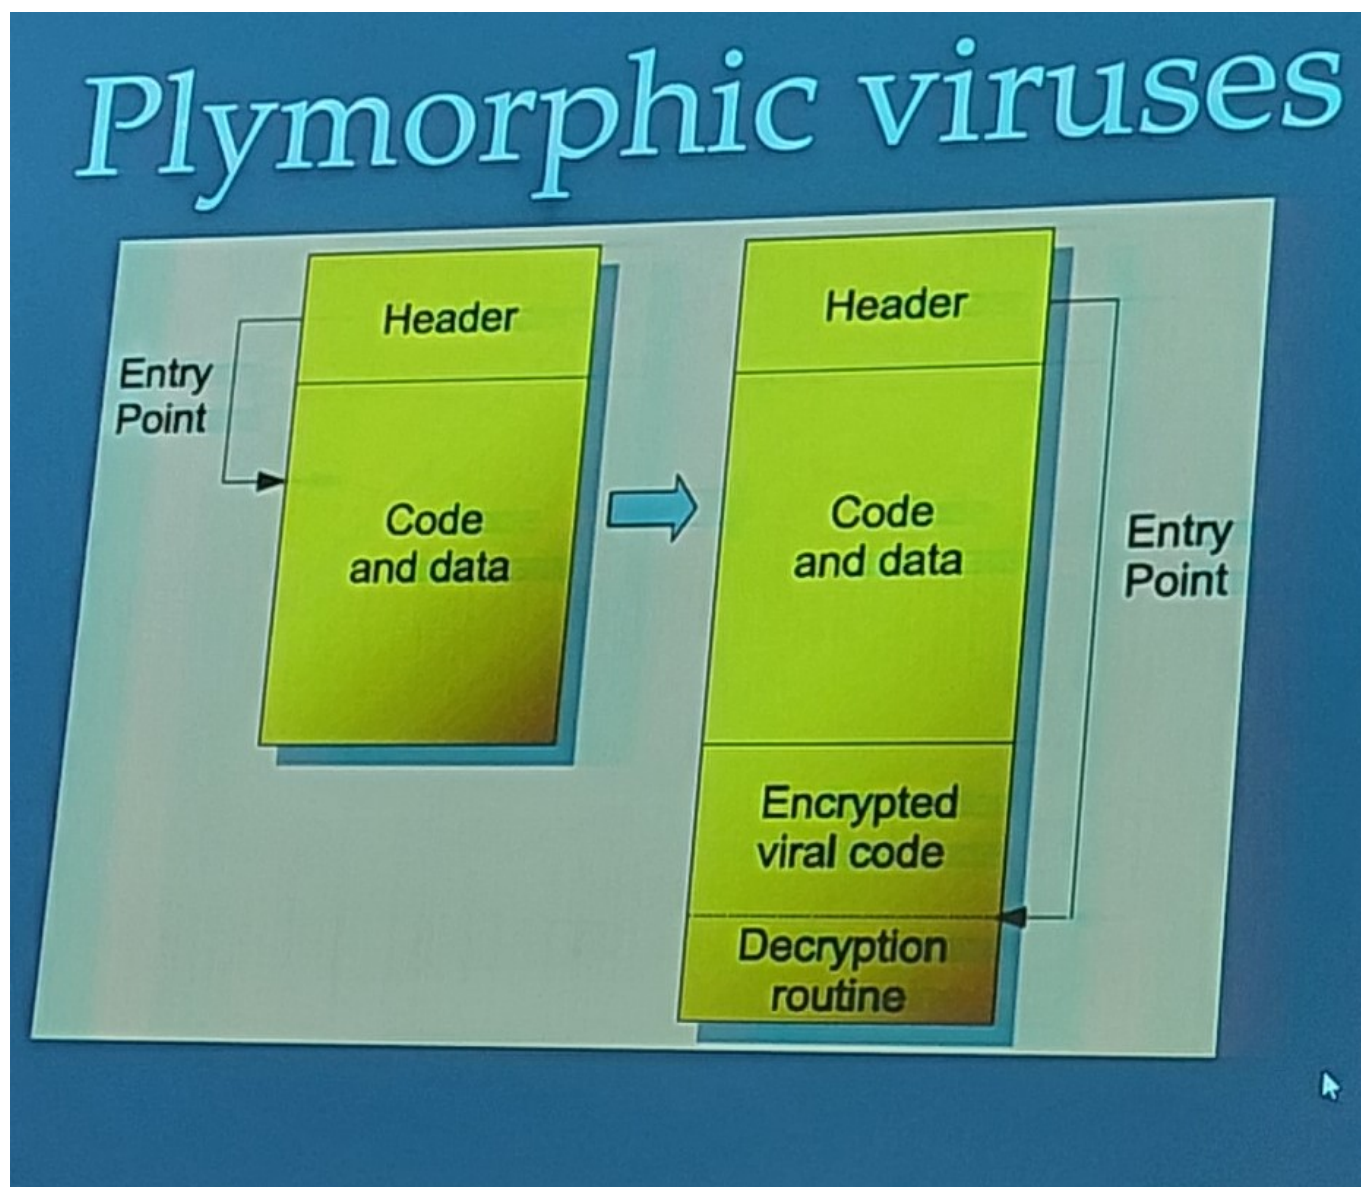 Plymorphic viruses
Header
Entry
Point
Code
and data
Header
Code
and data
Entry
Point
Encrypted
viral code
Decryption
routine